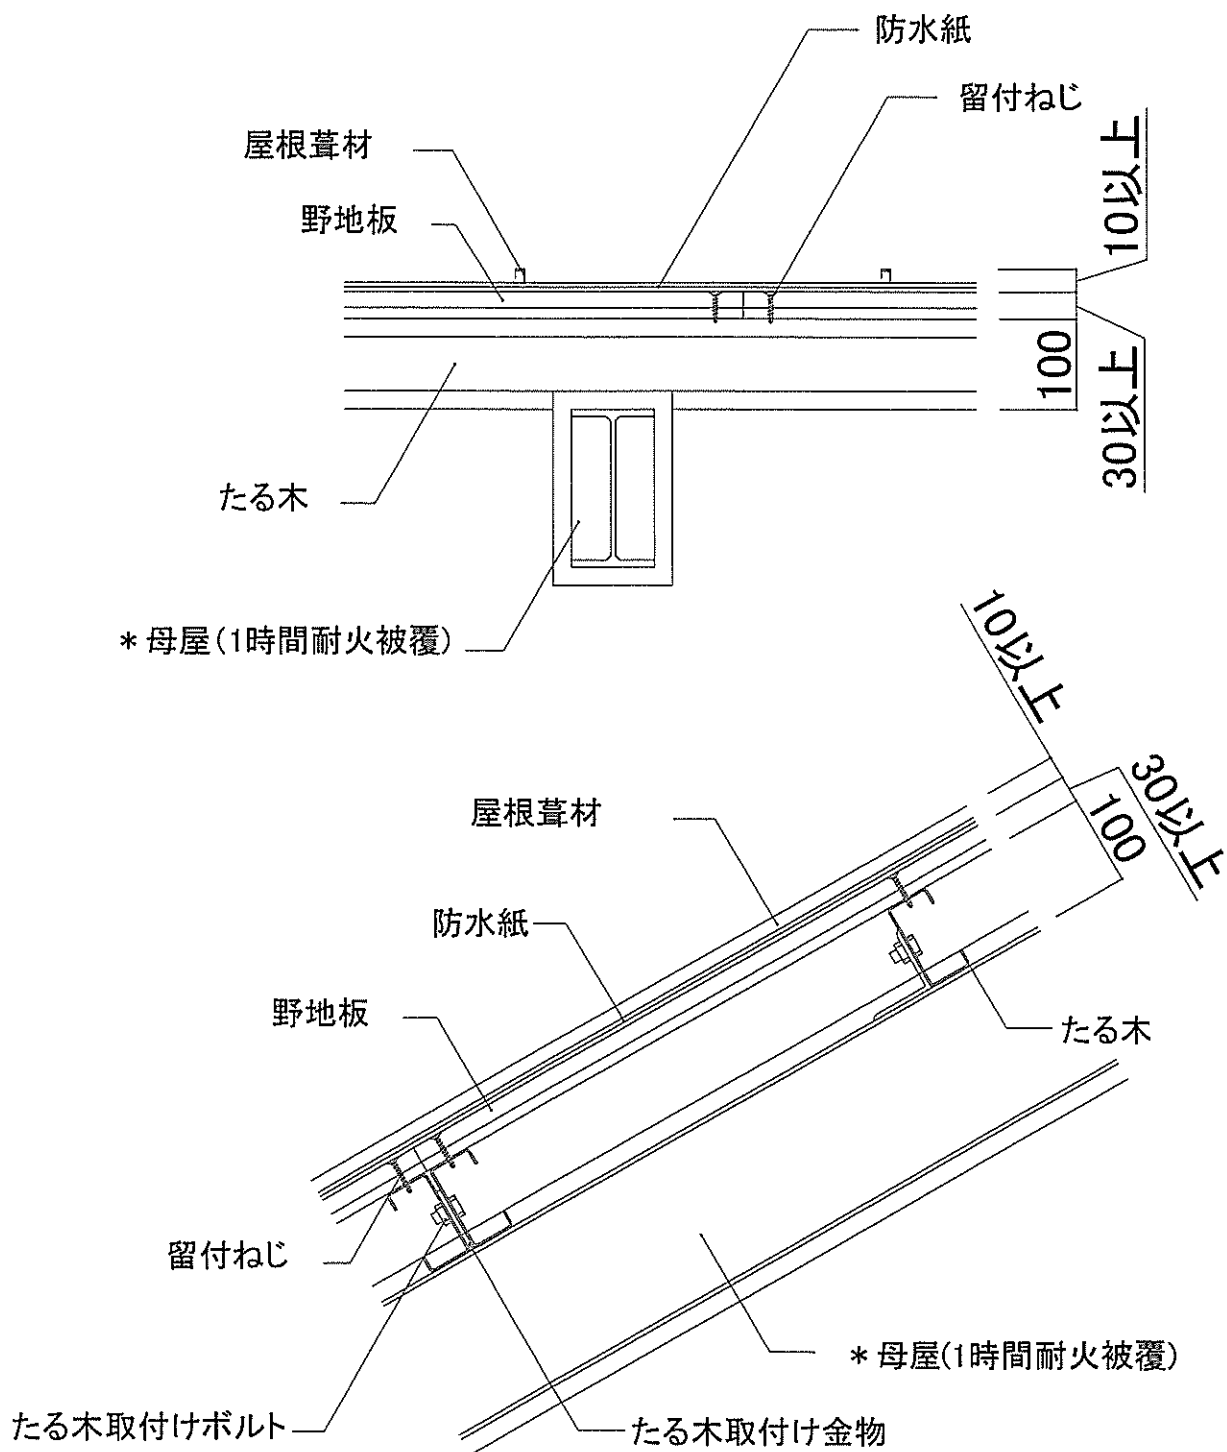 防水紙
留付ねじ
屋根葺材
野地板
10以上
100
30以上
たる木
*母屋(1時間耐火被覆)
10以上
30以上
100
屋根葺材
防水紙
野地板
たる木
留付ねじ
*母屋(1時間耐火被覆)
たる木取付けボルト
たる木取付け金物